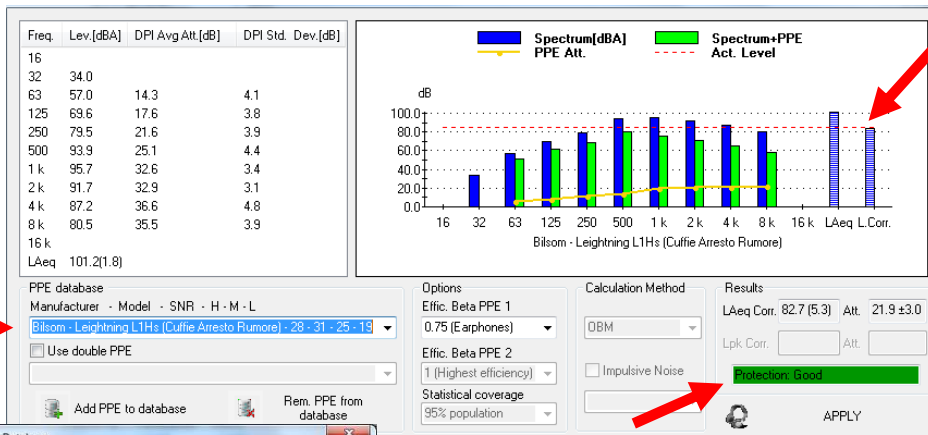 Freq. Lev.[dBA] DPI Avg Att.[dB] DPI Std. Dev.[dB]
16
32 34.0
63 57.0 14.3 4.1
125 69.6 17.6 3.8
250 79.5 21.6 3.9
500 93.9 25.1 4.4
1 k 95.7 32.6 3.4
2 k 91.7 32.9 3.1
4 k 87.2 36.6 4.8
8 k 80.5 35.5 3.9
16 k
LAeq 101.2(1.8)
Spectrum[dBA] Spectrum+PPE
PPE Att. Act. Level
dB
100.0
80.0
60.0
40.0
20.0
0.0
16 32 63 125 250 500 1 k 2 k 4 k 8 k 16 k LAeq L.Corr.
Bilsom - Leightning L1Hs (Cuffie Arresto Rumore)
PPE database
Manufacturer - Model - SNR - H - M - L
Bilsom - Leightning L1Hs (Cuffie Arresto Rumore) - 28 - 31 - 25 - 19
Use double PPE
Add PPE to database
Rem. PPE from
database
Options
Effic. Beta PPE 1
0.75 (Earphones)
Effic. Beta PPE 2
1 (Highest efficiency)
Statistical coverage
95% population
Calculation Method
OBM
Impulsive Noise
Results
LAeq Corr. 82.7 (5.3) Att. 21.9 ±3.0
Lpk Corr. Att.
Protection: Good
APPLY